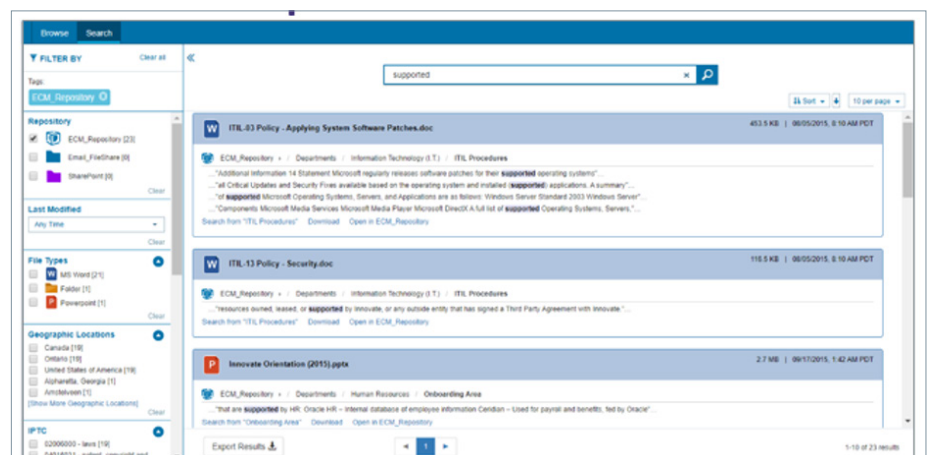 Browse Search
FILTER BY Clear all
Tags:
ECM_Repository
Repository
ECM_Repository [23]
Email_FileShare [0]
SharePoint [0]
Clear
Last Modified
Any Time
Clear
File Types
MS Word [21]
Folder [1]
Powerpoint [1]
Clear
Geographic Locations
Canada [19]
Ontario [19]
United States of America [19]
Alpharetta, Georgia [1]
Amstelveen [1]
[Show More Geographic Locations]
Clear
IPTC
02000000 - laws [19]
supported
Sort
10 per page
ITIL-03 Policy - Applying System Software Patches.doc 453.5 KB | 08/05/2015, 8:10 AM PDT
ECM_Repository / Departments / Information Technology (I.T.) / ITIL Procedures
..."Additional Information 14 Statement Microsoft regularly releases software patches for their supported operating systems"...
..."all Critical Updates and Security Fixes available based on the operating system and installed (supported) applications. A summary"...
..."of supported Microsoft Operating Systems, Servers, and Applications are as follows: Windows Server Standard 2003 Windows Server"...
..."Components Microsoft Media Services Microsoft Media Player Microsoft DirectX A full list of supported Operating Systems, Servers,"...
Search from "ITIL Procedures" Download Open in ECM_Repository
ITIL-13 Policy - Security.doc 116.5 KB | 08/05/2015, 8:10 AM PDT
ECM_Repository / Departments / Information Technology (I.T.) / ITIL Procedures
..."resources owned, leased, or supported by Innovate, or any outside entity that has signed a Third Party Agreement with Innovate."...
Search from "ITIL Procedures" Download Open in ECM_Repository
Innovate Orientation (2015).pptx 2.7 MB | 09/17/2015, 1:42 AM PDT
ECM_Repository / Departments / Human Resources / Onboarding Area
..."that are supported by HR: Oracle HR – Internal database of employee information Ceridian – Used for payroll and benefits, fed by Oracle"...
Search from "Onboarding Area" Download Open in ECM_Repository
Export Results 1 1-10 of 23 results